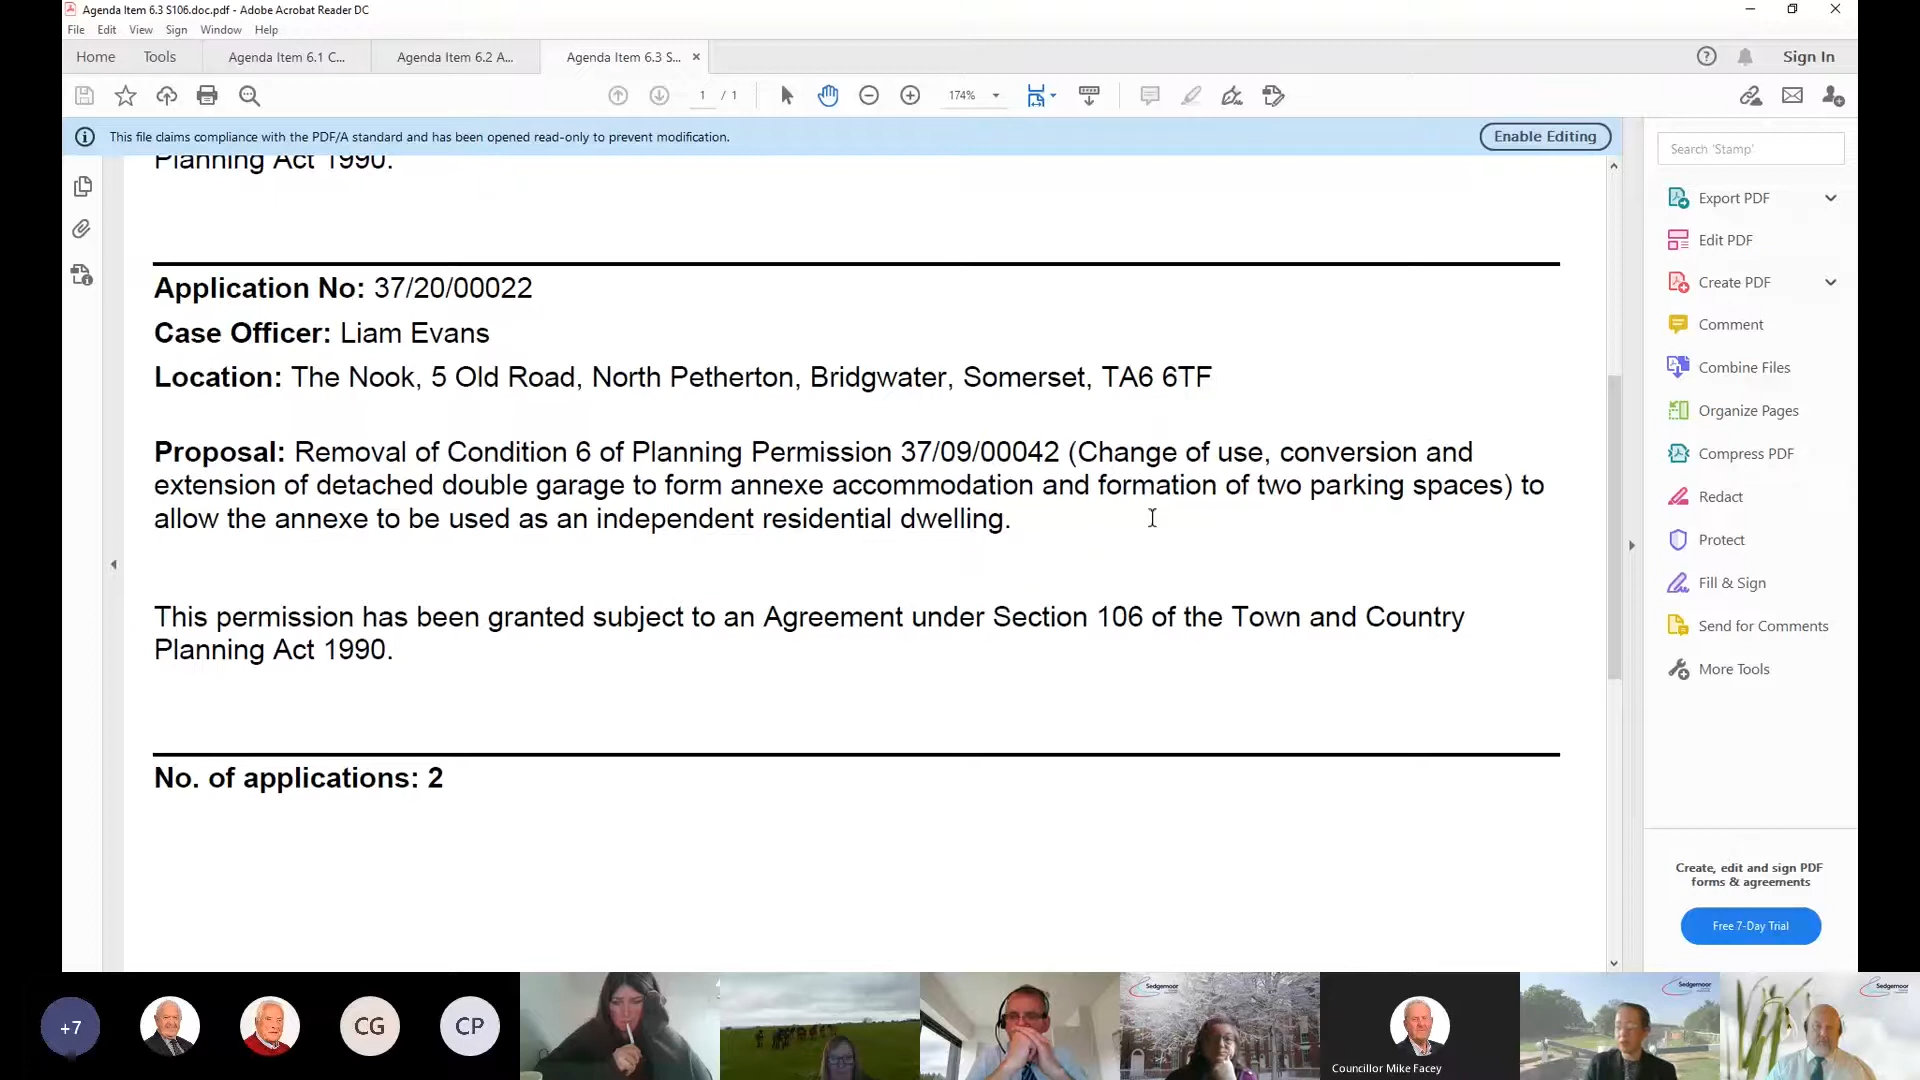 Agenda Item 6.3 S106.doc.pdf - Adobe Acrobat Reader DC
File Edit View Sign Window Help
Home Tools Agenda Item 6.1 C... Agenda Item 6.2 A... Agenda Item 6.3 S... Sign In
1 / 1 174%
This file claims compliance with the PDF/A standard and has been opened read-only to prevent modification. Enable Editing
Planning Act 1990.
Application No: 37/20/00022
Case Officer: Liam Evans
Location: The Nook, 5 Old Road, North Petherton, Bridgwater, Somerset, TA6 6TF
Proposal: Removal of Condition 6 of Planning Permission 37/09/00042 (Change of use, conversion and
extension of detached double garage to form annexe accommodation and formation of two parking spaces) to
allow the annexe to be used as an independent residential dwelling.
This permission has been granted subject to an Agreement under Section 106 of the Town and Country
Planning Act 1990.
No. of applications: 2
Search 'Stamp'
Export PDF
Edit PDF
Create PDF
Comment
Combine Files
Organize Pages
Compress PDF
Redact
Protect
Fill & Sign
Send for Comments
More Tools
Create, edit and sign PDF
forms & agreements
Free 7-Day Trial
+7
CG
CP
Sedgemoor
Councillor Mike Facey
Sedgemoor
Sedgemoor